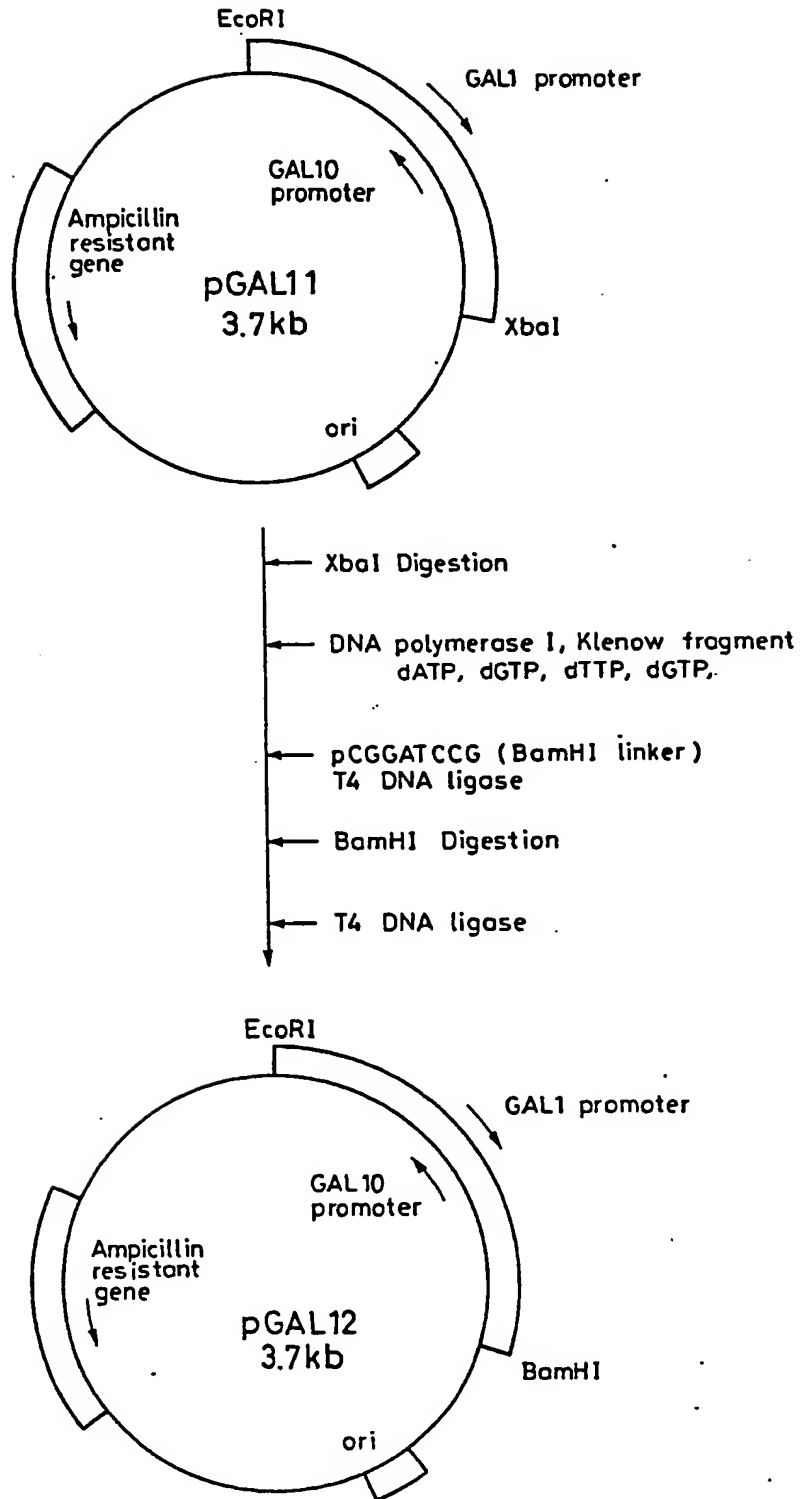 EcoRI
GAL1 promoter
GAL10
promoter
Ampicillin
resistant
gene
pGAL11
3.7kb
XbaI
ori
XbaI Digestion
DNA polymerase I, Klenow fragment
dATP, dGTP, dTTP, dGTP,
pCGGATCCG (BamHI linker)
T4 DNA ligase
BamHI Digestion
T4 DNA ligase
EcoRI
GAL1 promoter
GAL10
promoter
Ampicillin
resistant
gene
pGAL12
3.7kb
BamHI
ori